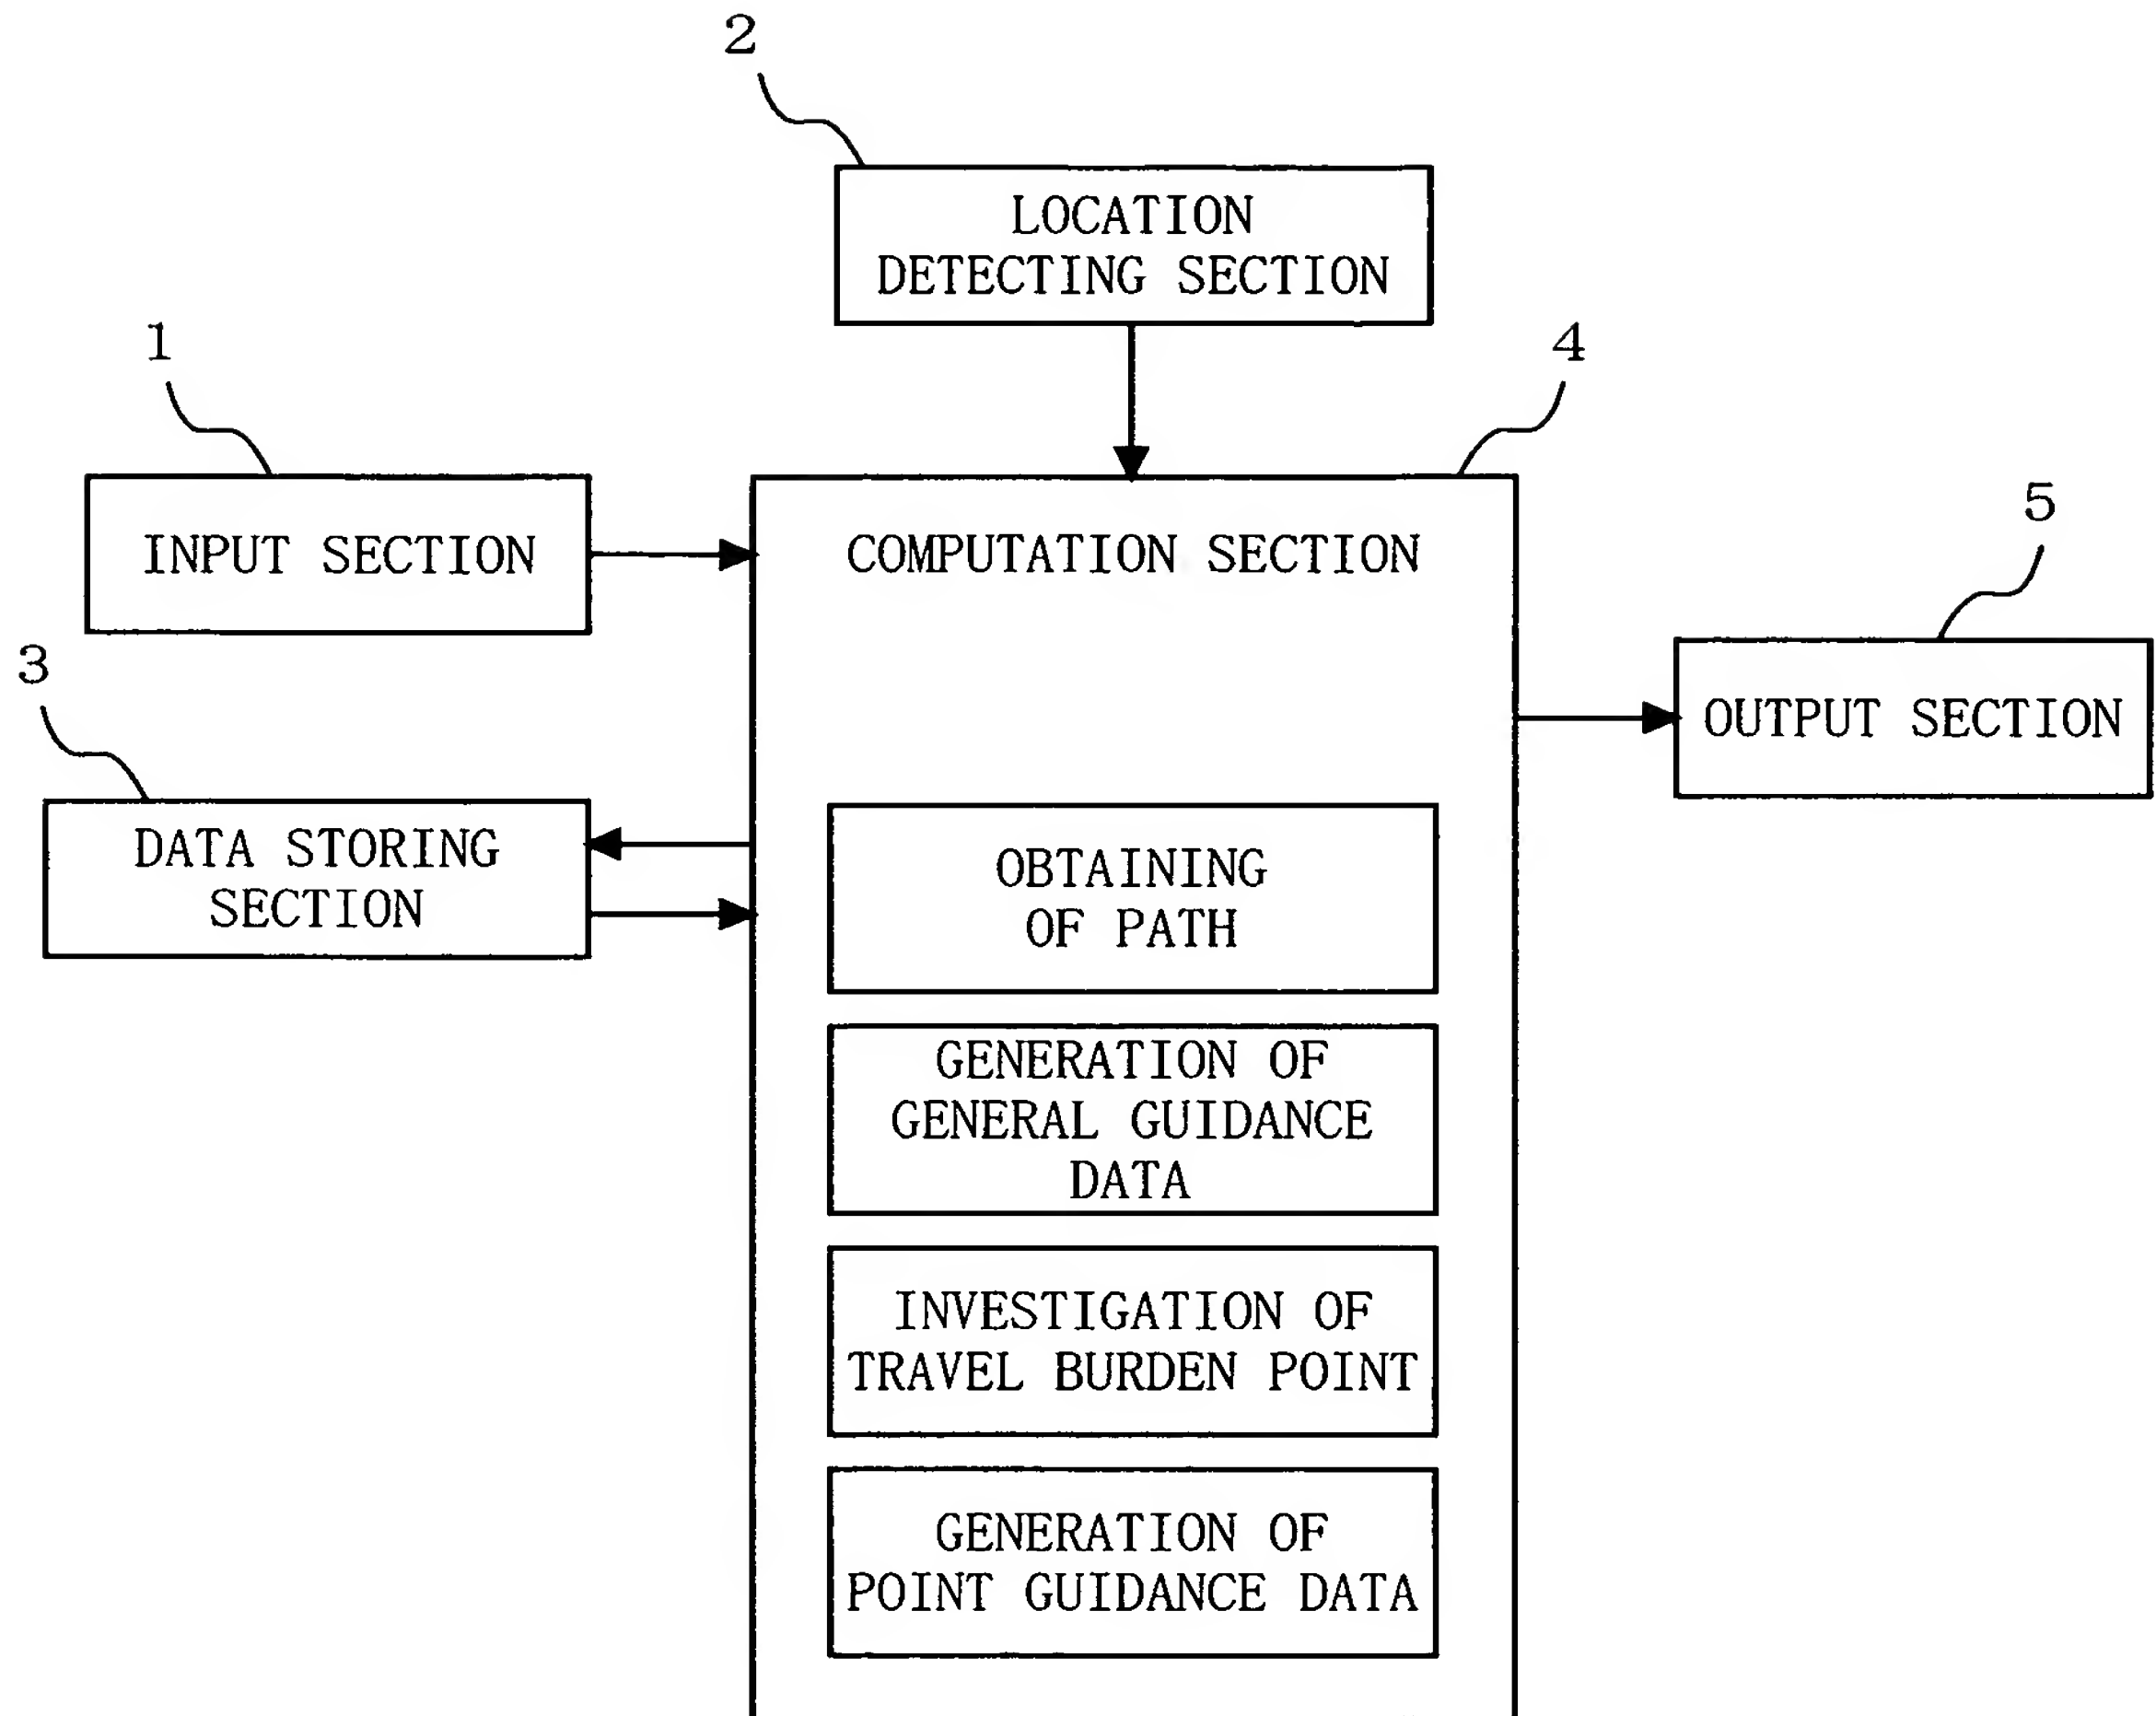 2
LOCATION
DETECTING SECTION
1
4
INPUT SECTION
COMPUTATION SECTION
5
OUTPUT SECTION
3
DATA STORING
SECTION
OBTAINING
OF PATH
GENERATION OF
GENERAL GUIDANCE
DATA
INVESTIGATION OF
TRAVEL BURDEN POINT
GENERATION OF
POINT GUIDANCE DATA